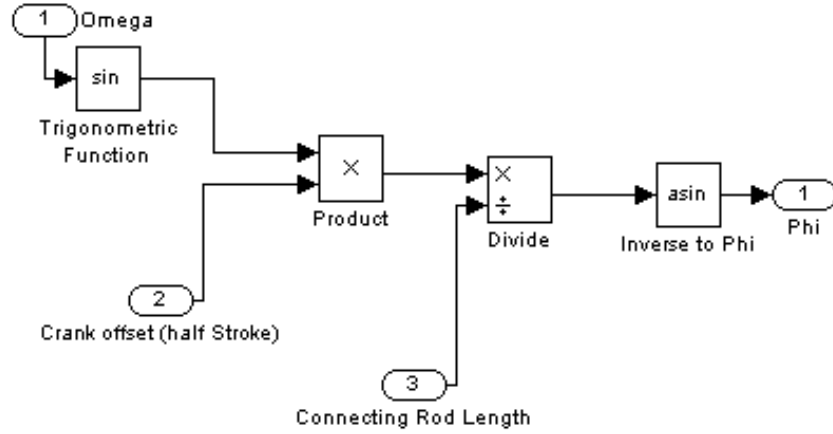 1
Omega
sin
Trigonometric
Function
×
Product
×
÷
Divide
asin
Inverse to Phi
1
Phi
2
Crank offset (half Stroke)
3
Connecting Rod Length